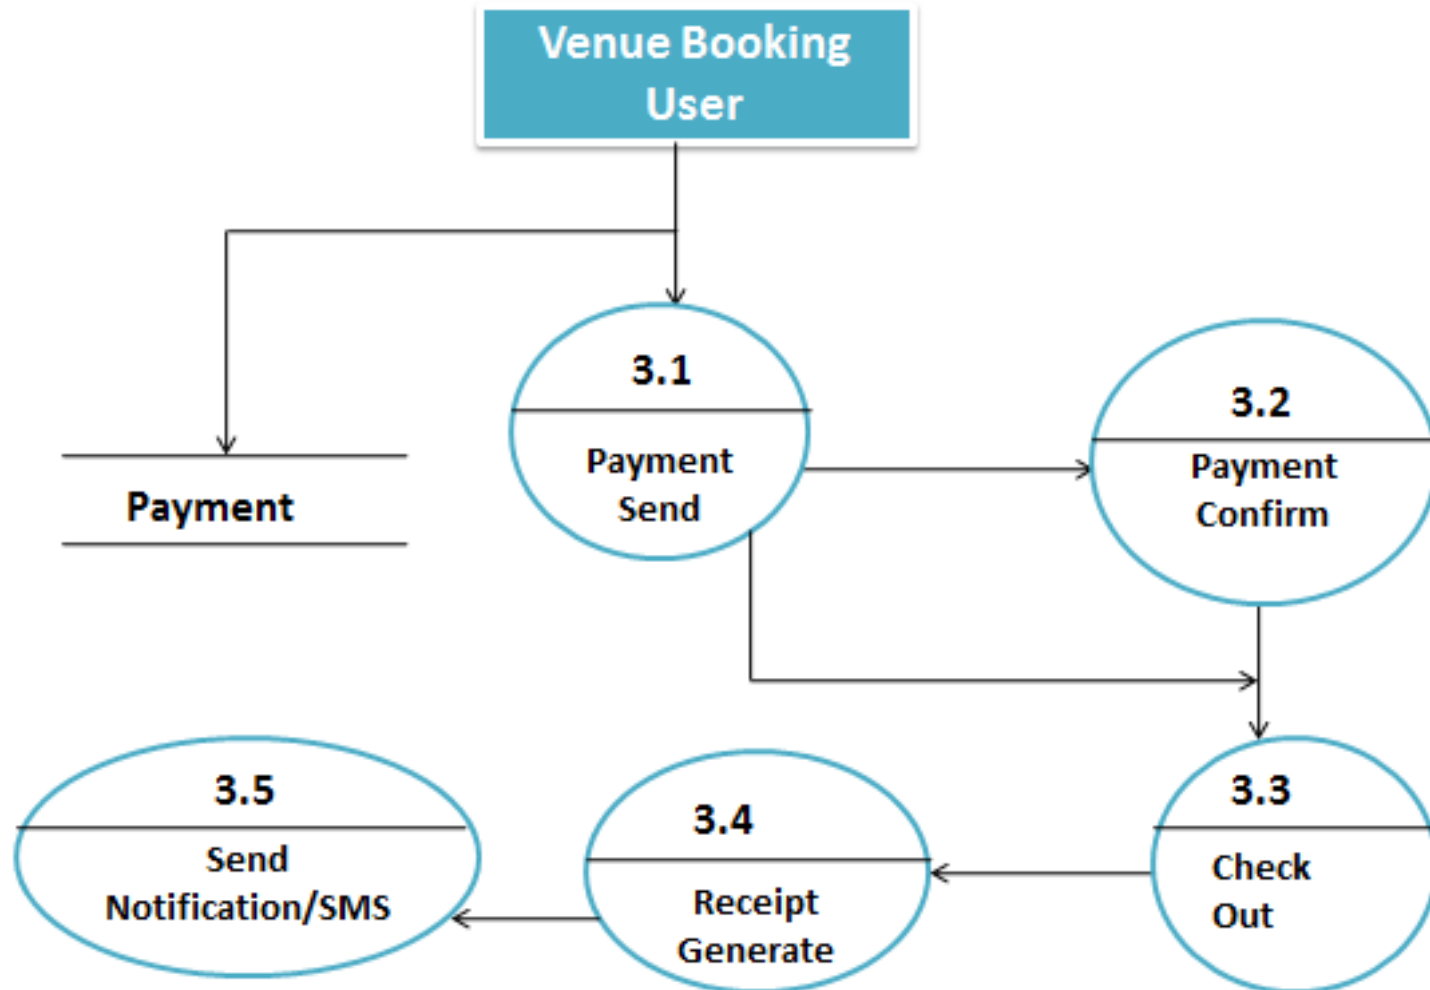 Venue Booking
User
3.1
Payment
Send
3.2
Payment
Confirm
Payment
3.3
Check
Out
3.4
Receipt
Generate
3.5
Send
Notification/SMS